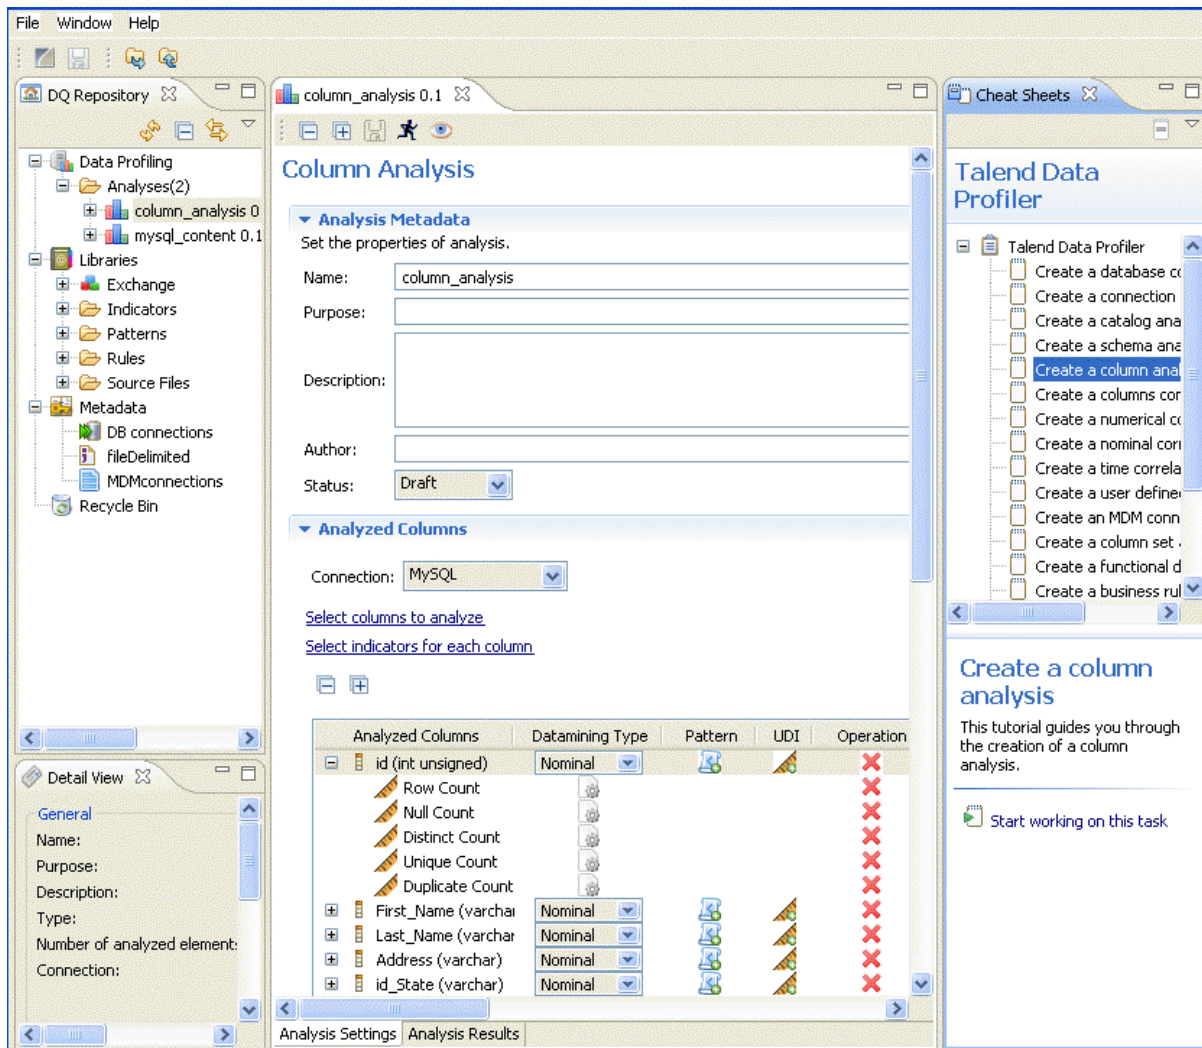 File Window Help
DQ Repository
Data Profiling
Analyses(2)
column_analysis 0
mysql_content 0.1
Libraries
Exchange
Indicators
Patterns
Rules
Source Files
Metadata
DB connections
fileDelimited
MDMconnections
Recycle Bin
Detail View
General
Name:
Purpose:
Description:
Type:
Number of analyzed element:
Connection:
column_analysis 0.1
Column Analysis
Analysis Metadata
Set the properties of analysis.
Name: column_analysis
Purpose:
Description:
Author:
Status: Draft
Analyzed Columns
Connection: MySQL
Select columns to analyze
Select indicators for each column
Analyzed Columns Datamining Type Pattern UDI Operation
id (int unsigned) Nominal
Row Count
Null Count
Distinct Count
Unique Count
Duplicate Count
First_Name (varchar Nominal
Last_Name (varchar Nominal
Address (varchar) Nominal
id_State (varchar) Nominal
Analysis Settings Analysis Results
Cheat Sheets
Talend Data
Profiler
Talend Data Profiler
Create a database co
Create a connection
Create a catalog ana
Create a schema ana
Create a column anal
Create a columns cor
Create a numerical co
Create a nominal corr
Create a time correla
Create a user define
Create an MDM conn
Create a column set
Create a functional d
Create a business rul
Create a column
analysis
This tutorial guides you through
the creation of a column
analysis.
Start working on this task